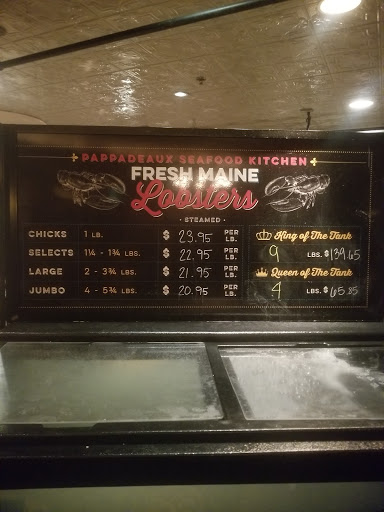 PAPPADEAUX SEAFOOD KITCHEN
FRESH MAINE
Lobsters
• STEAMED •
CHICKS 1 LB. $ 23.95 PER LB.
SELECTS 1¼ - 1¾ LBS. $ 22.95 PER LB.
LARGE 2 - 3¾ LBS. $ 21.95 PER LB.
JUMBO 4 - 5¾ LBS. $ 20.95 PER LB.
King of The Tank
9 LBS. $139.65
Queen of The Tank
4 LBS. $65.85